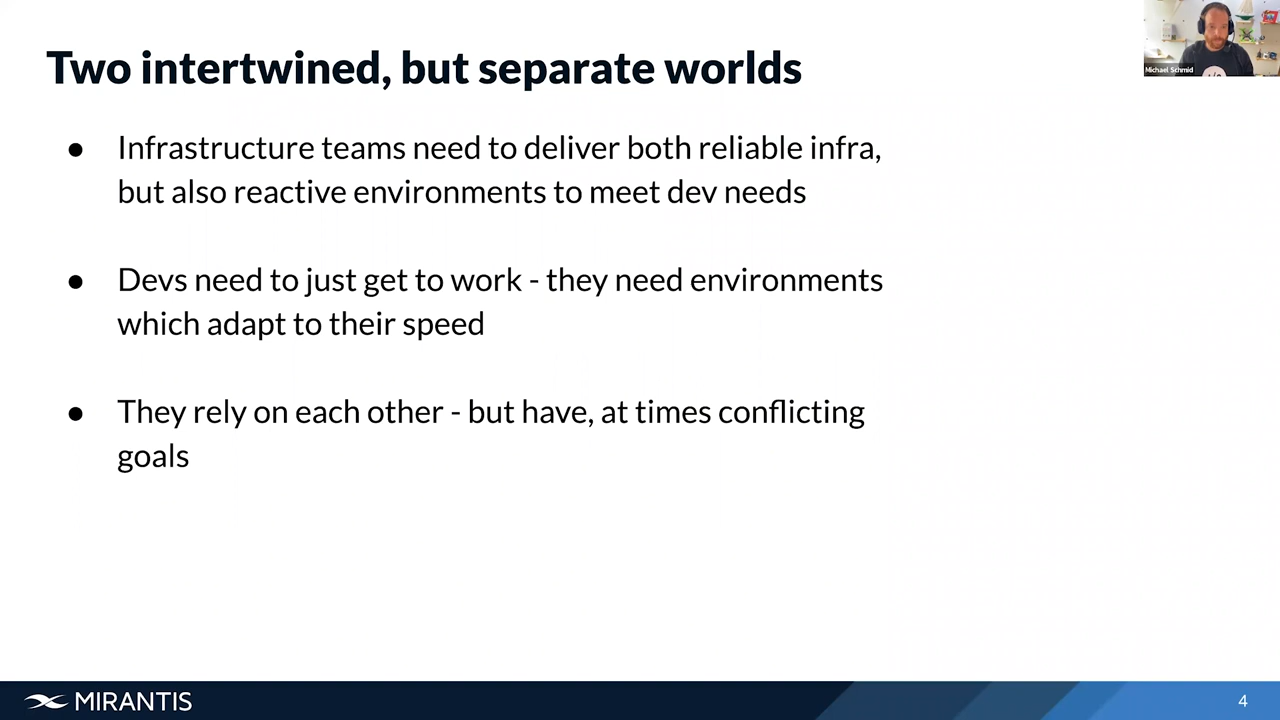 Two intertwined, but separate worlds
Michael Schmid
● Infrastructure teams need to deliver both reliable infra,
but also reactive environments to meet dev needs
● Devs need to just get to work - they need environments
which adapt to their speed
● They rely on each other - but have, at times conflicting
goals
MIRANTIS
4